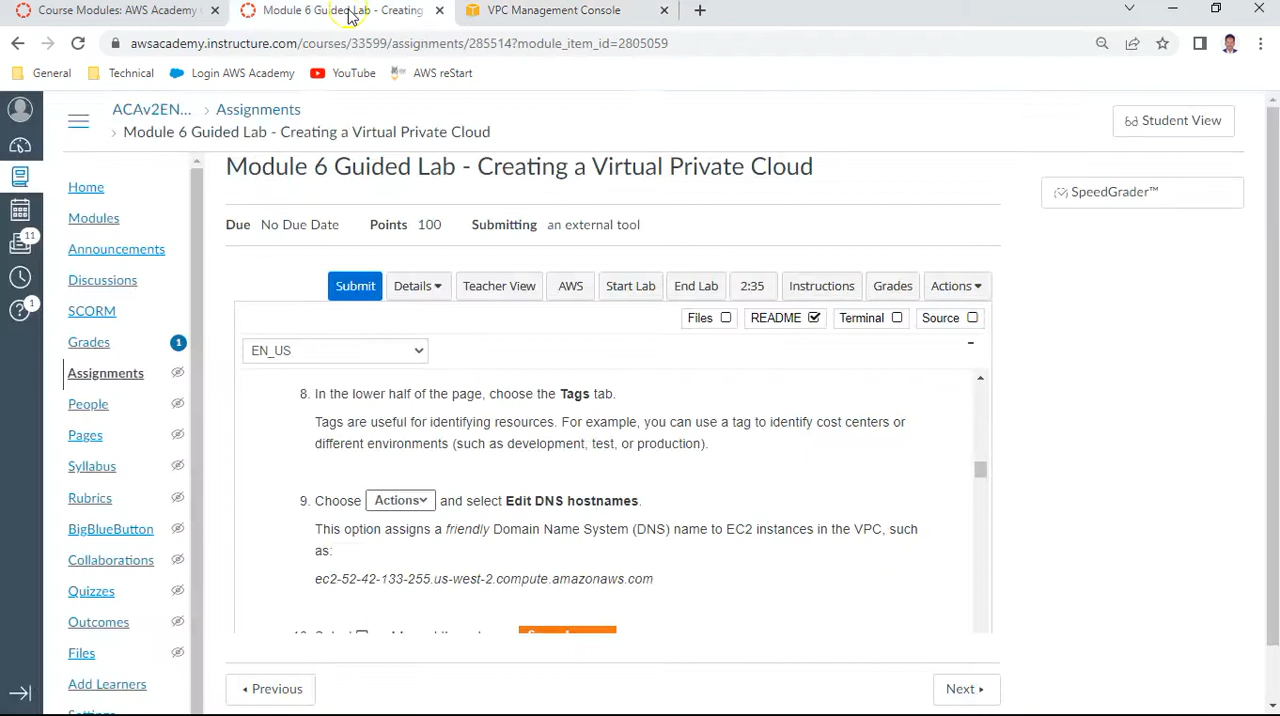 Course Modules: AWS Academy
Module 6 Guided Lab - Creating
VPC Management Console
awsacademy.instructure.com/courses/33599/assignments/285514?module_item_id=2805059
General
Technical
Login AWS Academy
YouTube
AWS reStart
ACAv2EN... > Assignments
> Module 6 Guided Lab - Creating a Virtual Private Cloud
Student View
Module 6 Guided Lab - Creating a Virtual Private Cloud
SpeedGrader™
Home
Modules
Announcements
Discussions
SCORM
Grades 1
Assignments
People
Pages
Syllabus
Rubrics
BigBlueButton
Collaborations
Quizzes
Outcomes
Files
Add Learners
11
1
Due No Due Date Points 100 Submitting an external tool
Submit Details Teacher View AWS Start Lab End Lab 2:35 Instructions Grades Actions
Files README Terminal Source
EN_US
8. In the lower half of the page, choose the Tags tab.
Tags are useful for identifying resources. For example, you can use a tag to identify cost centers or
different environments (such as development, test, or production).
9. Choose Actions and select Edit DNS hostnames.
This option assigns a friendly Domain Name System (DNS) name to EC2 instances in the VPC, such
as:
ec2-52-42-133-255.us-west-2.compute.amazonaws.com
Previous
Next